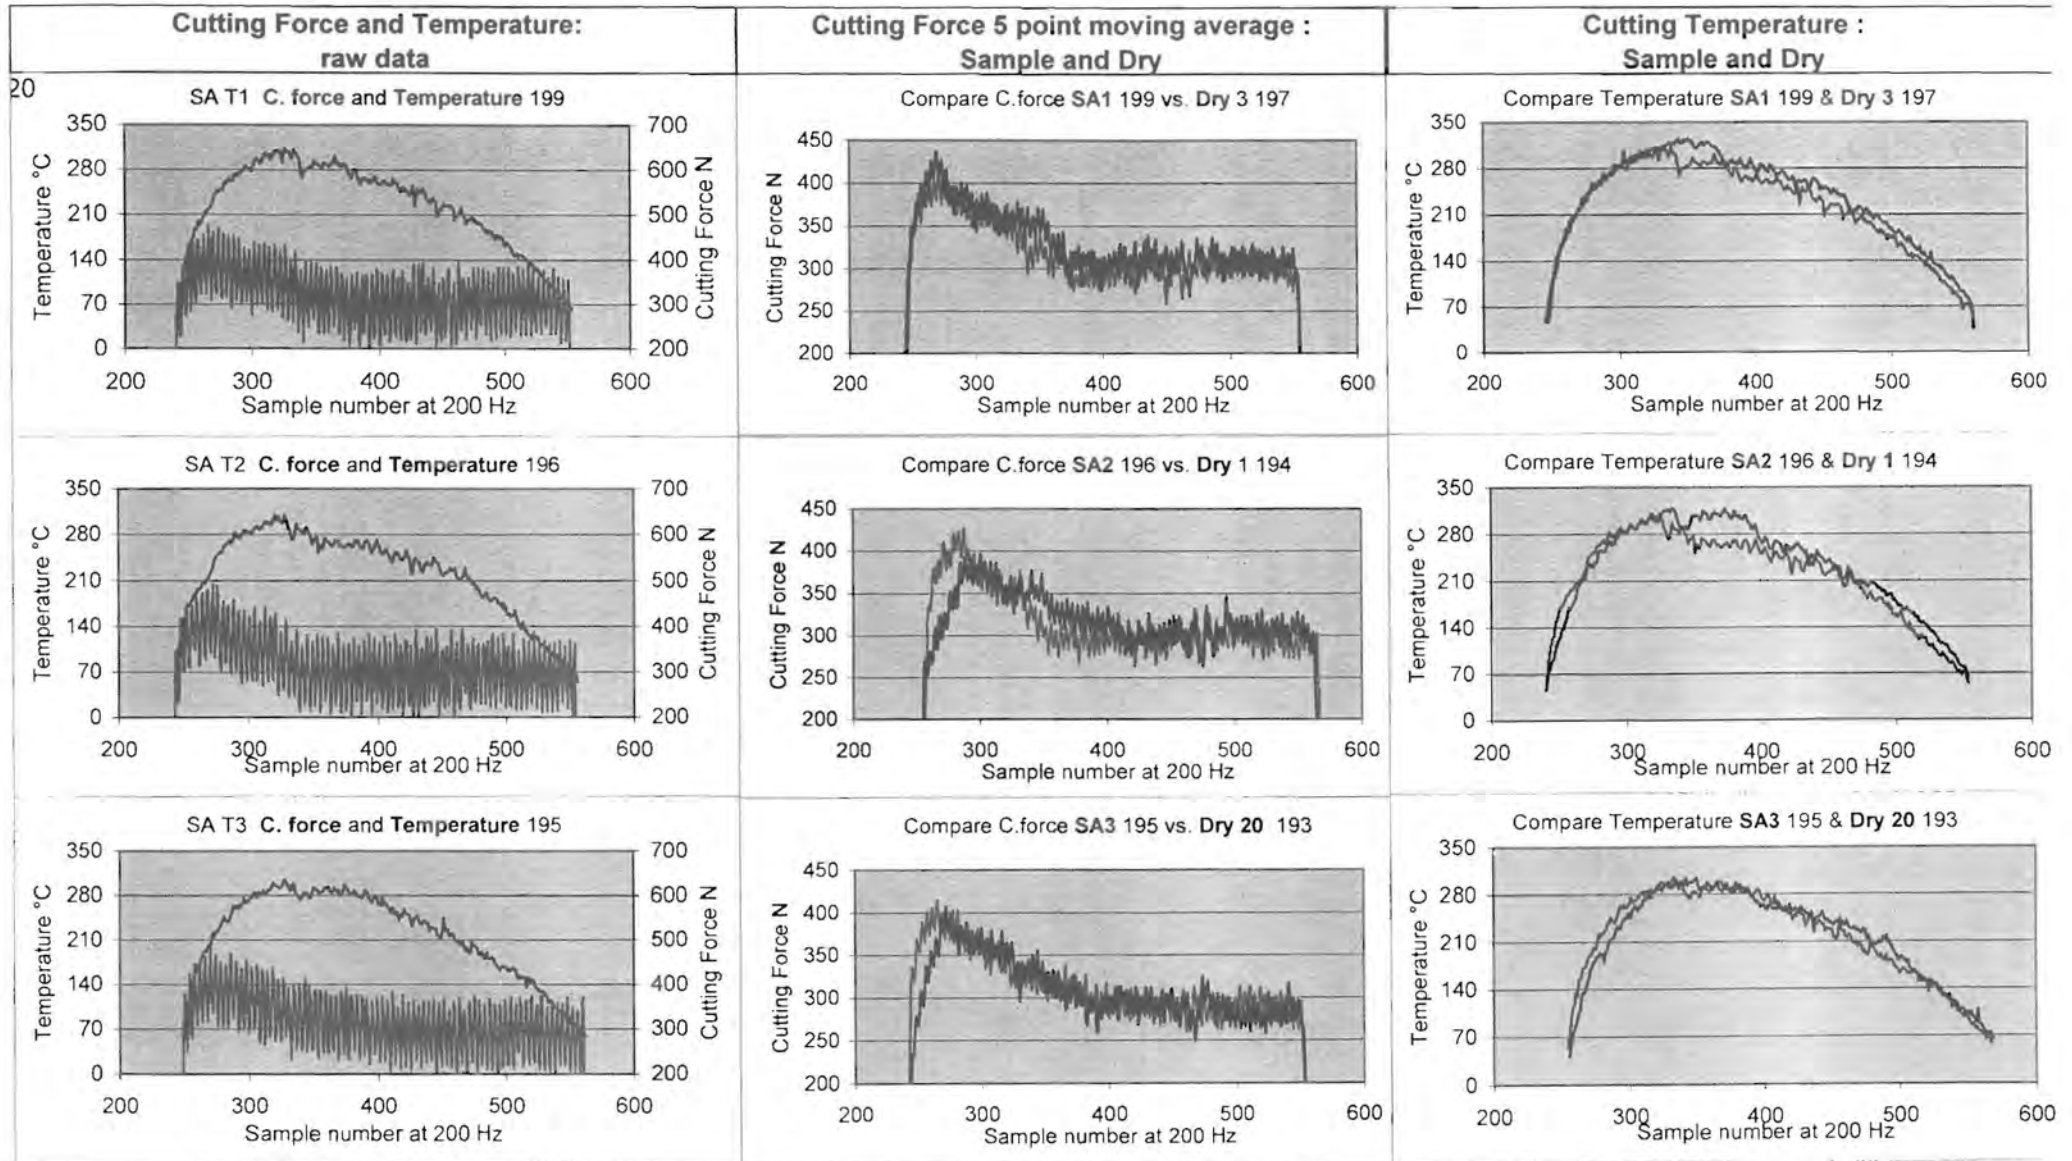 Cutting Force and Temperature:
raw data
Cutting Force 5 point moving average :
Sample and Dry
Cutting Temperature :
Sample and Dry
20
SA T1 C. force and Temperature 199
350
280
210
140
70
0
Temperature °C
700
600
500
400
300
200
Cutting Force N
200 300 400 500 600
Sample number at 200 Hz
Compare C.force SA1 199 vs. Dry 3 197
450
400
350
300
250
200
Cutting Force N
200 300 400 500 600
Sample number at 200 Hz
Compare Temperature SA1 199 & Dry 3 197
350
280
210
140
70
0
Temperature °C
200 300 400 500 600
Sample number at 200 Hz
SA T2 C. force and Temperature 196
350
280
210
140
70
0
Temperature °C
700
600
500
400
300
200
Cutting Force N
200 300 400 500 600
Sample number at 200 Hz
Compare C.force SA2 196 vs. Dry 1 194
450
400
350
300
250
200
Cutting Force N
200 300 400 500 600
Sample number at 200 Hz
Compare Temperature SA2 196 & Dry 1 194
350
280
210
140
70
0
Temperature °C
200 300 400 500 600
Sample number at 200 Hz
SA T3 C. force and Temperature 195
350
280
210
140
70
0
Temperature °C
700
600
500
400
300
200
Cutting Force N
200 300 400 500 600
Sample number at 200 Hz
Compare C.force SA3 195 vs. Dry 20 193
450
400
350
300
250
200
Cutting Force N
200 300 400 500 600
Sample number at 200 Hz
Compare Temperature SA3 195 & Dry 20 193
350
280
210
140
70
0
Temperature °C
200 300 400 500 600
Sample number at 200 Hz